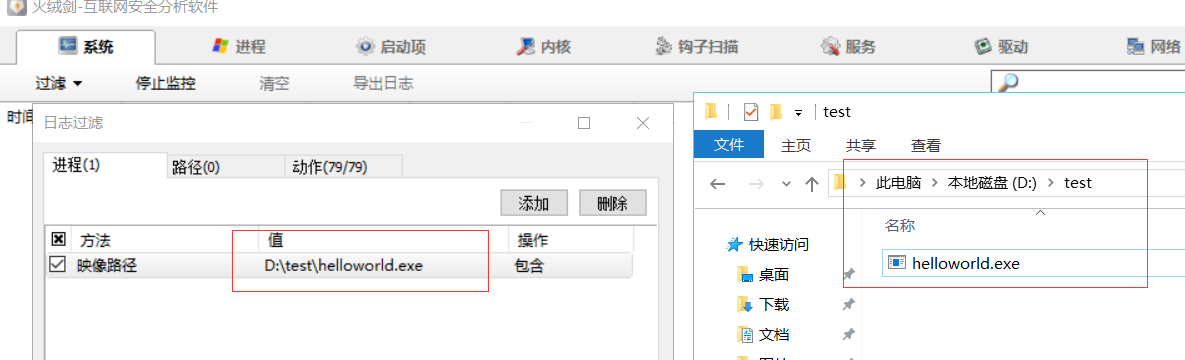 火绒剑-互联网安全分析软件
系统 进程 启动项 内核 钩子扫描 服务 驱动 网络
过滤 停止监控 清空 导出日志
时间
日志过滤
进程(1) 路径(0) 动作(79/79)
添加 删除
方法 值 操作
映像路径 D:\test\helloworld.exe 包含
test
文件 主页 共享 查看
此电脑 本地磁盘 (D:) test
名称
快速访问
helloworld.exe
桌面
下载
文档